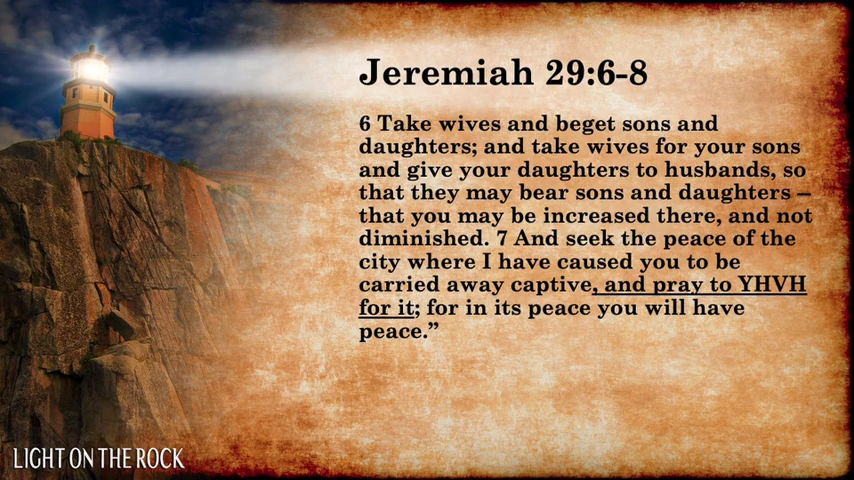 Jeremiah 29:6-8
6 Take wives and beget sons and
daughters; and take wives for your sons
and give your daughters to husbands, so
that they may bear sons and daughters –
that you may be increased there, and not
diminished. 7 And seek the peace of the
city where I have caused you to be
carried away captive, and pray to YHVH
for it; for in its peace you will have
peace.”
LIGHT ON THE ROCK